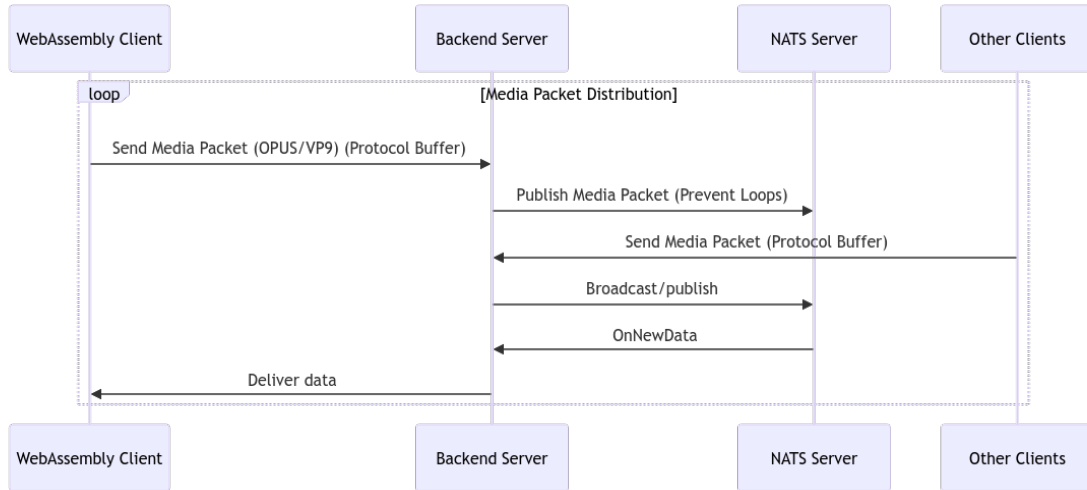 WebAssembly Client
Backend Server
NATS Server
Other Clients
loop
[Media Packet Distribution]
Send Media Packet (OPUS/VP9) (Protocol Buffer)
Publish Media Packet (Prevent Loops)
Send Media Packet (Protocol Buffer)
Broadcast/publish
OnNewData
Deliver data
WebAssembly Client
Backend Server
NATS Server
Other Clients